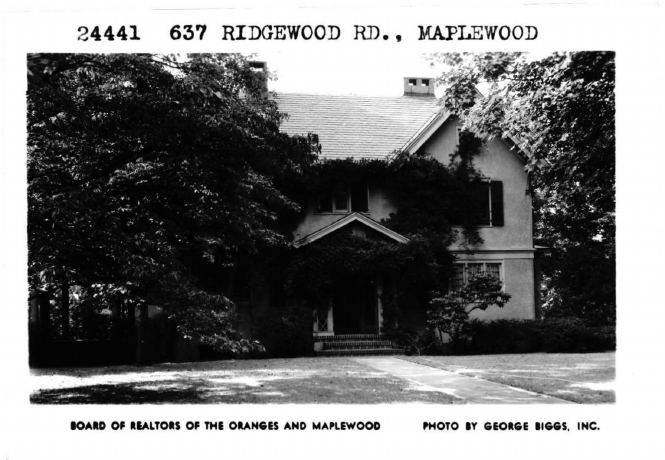 24441 637 RIDGEWOOD RD., MAPLEWOOD
BOARD OF REALTORS OF THE ORANGES AND MAPLEWOOD PHOTO BY GEORGE BIGGS, INC.